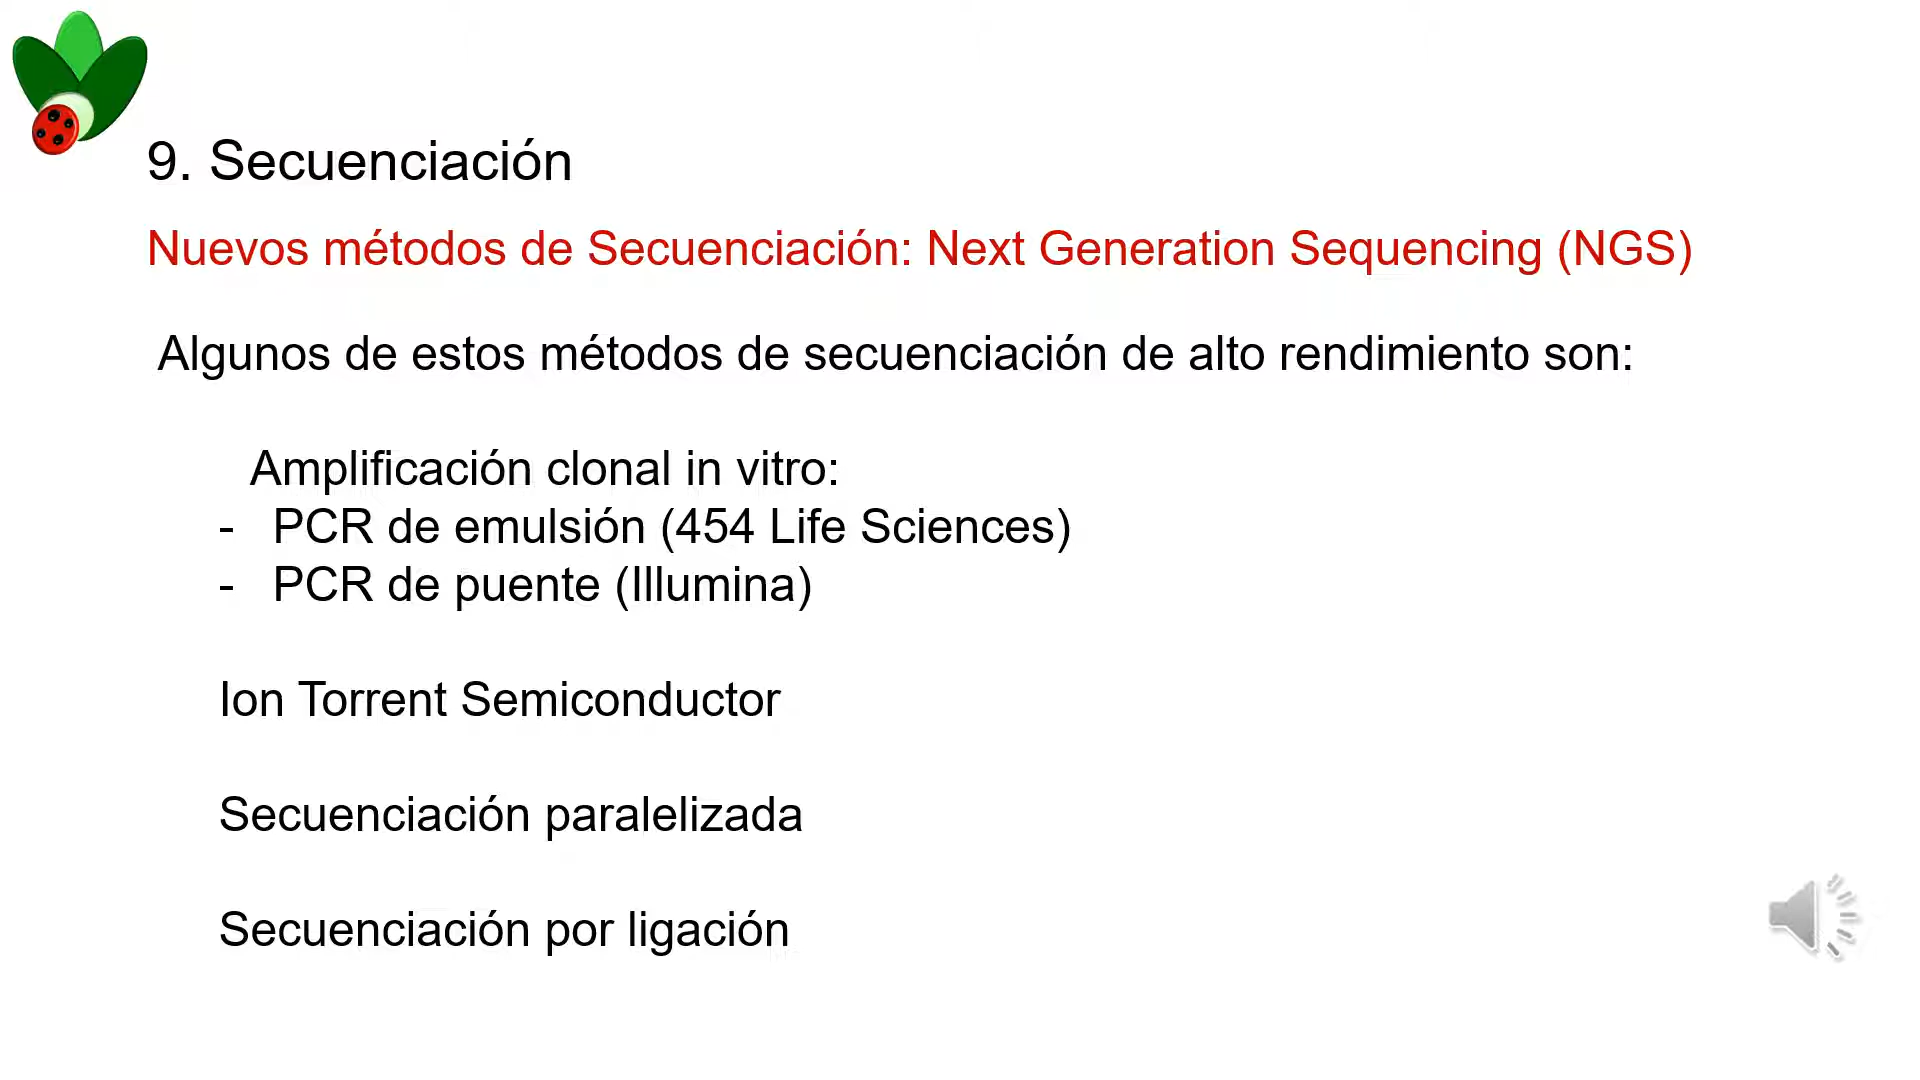 9. Secuenciación
Nuevos métodos de Secuenciación: Next Generation Sequencing (NGS)
Algunos de estos métodos de secuenciación de alto rendimiento son:
Amplificación clonal in vitro:
- PCR de emulsión (454 Life Sciences)
- PCR de puente (Illumina)
Ion Torrent Semiconductor
Secuenciación paralelizada
Secuenciación por ligación